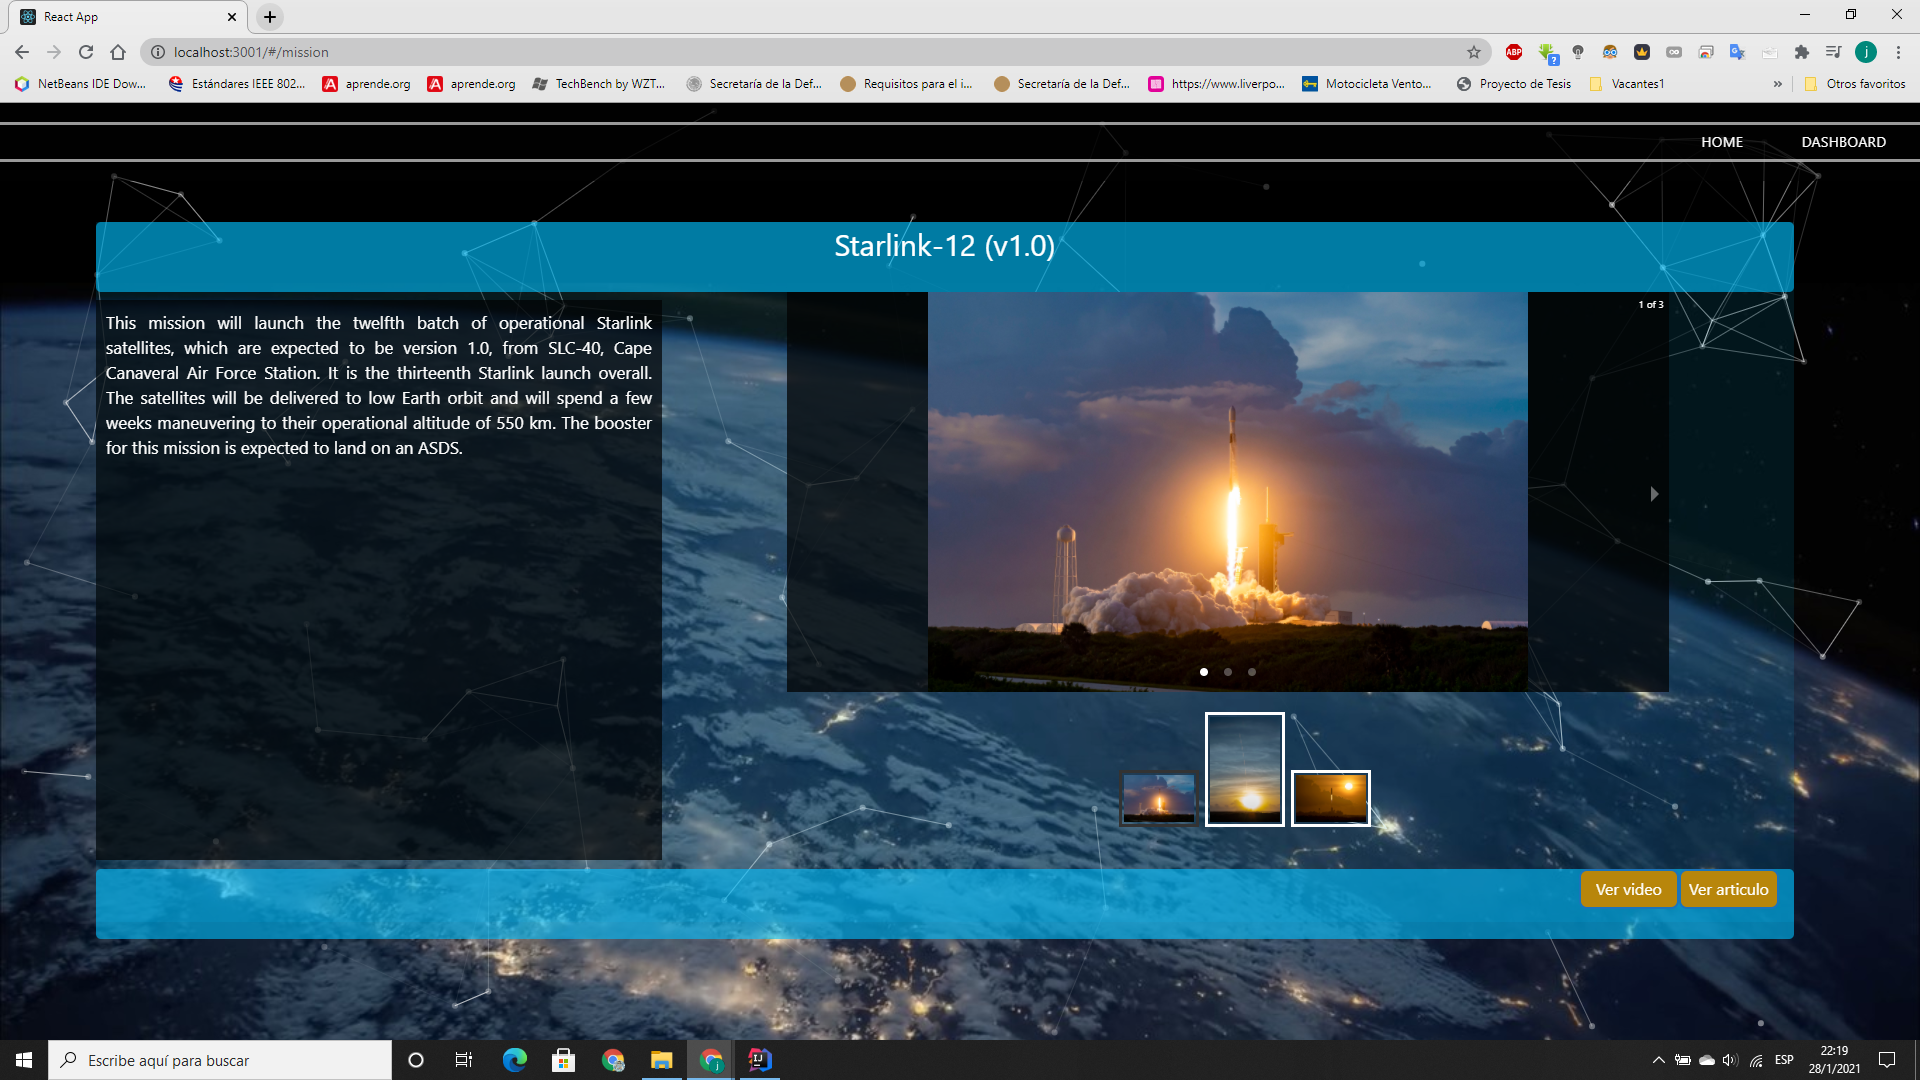 React App
localhost:3001/#/mission
ABP
?
j
NetBeans IDE Dow...
Estándares IEEE 802...
aprende.org
aprende.org
TechBench by WZT...
Secretaría de la Def...
Requisitos para el i...
Secretaría de la Def...
https://www.liverpo...
Motocicleta Vento...
Proyecto de Tesis
Vacantes1
»
Otros favoritos
HOME
DASHBOARD
Starlink-12 (v1.0)
This mission will launch the twelfth batch of operational Starlink
satellites, which are expected to be version 1.0, from SLC-40, Cape
Canaveral Air Force Station. It is the thirteenth Starlink launch overall.
The satellites will be delivered to low Earth orbit and will spend a few
weeks maneuvering to their operational altitude of 550 km. The booster
for this mission is expected to land on an ASDS.
1 of 3
Ver video
Ver articulo
Escribe aquí para buscar
j
IJ
ESP
22:19
28/1/2021